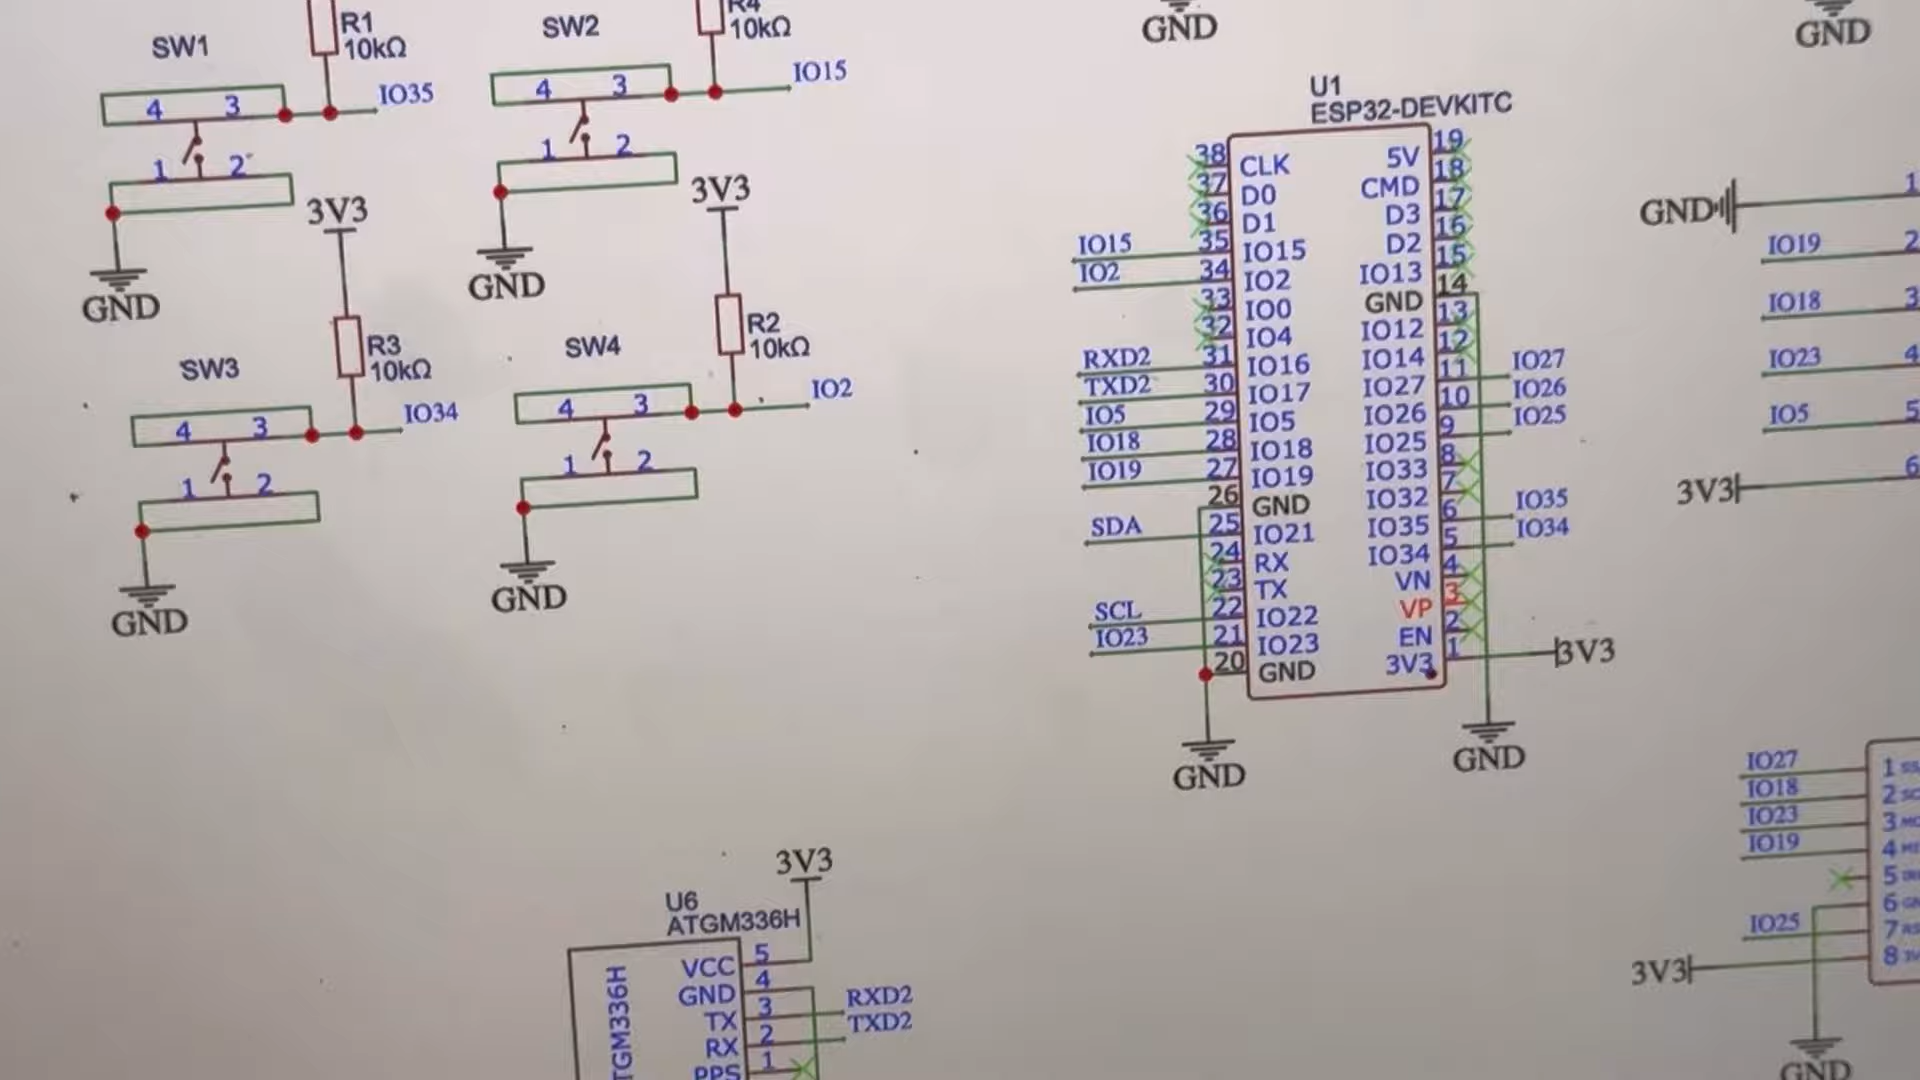 SW1
R1
10kΩ
4 3
IO35
1 2
GND
SW2
R4
10kΩ
4 3
IO15
1 2
GND
3V3
R3
10kΩ
SW3
4 3
IO34
1 2
GND
3V3
R2
10kΩ
SW4
4 3
IO2
1 2
GND
GND
GND
U1
ESP32-DEVKITC
38 CLK
37 D0
36 D1
IO15 35 IO15
IO2 34 IO2
33 IO0
32 IO4
RXD2 31 IO16
TXD2 30 IO17
IO5 29 IO5
IO18 28 IO18
IO19 27 IO19
26 GND
SDA 25 IO21
24 RX
23 TX
SCL 22 IO22
IO23 21 IO23
20 GND
5V 19
CMD 18
D3 17
D2 16
IO13 15
GND 14
IO12 13
IO14 12
IO27 11 IO27
IO26 10 IO26
IO25 9 IO25
IO33 8
IO32 7
IO35 6 IO35
IO34 5 IO34
VN 4
VP 3
EN 2
3V3 1 3V3
GND
GND
GND 1
IO19 2
IO18 3
IO23 4
IO5 5
3V3 6
IO27 1
IO18 2
IO23 3
IO19 4
5
6
IO25 7
3V3 8
GND
3V3
U6
ATGM336H
TGM336H
VCC 5
GND 4
TX 3 RXD2
RX 2 TXD2
PPS 1